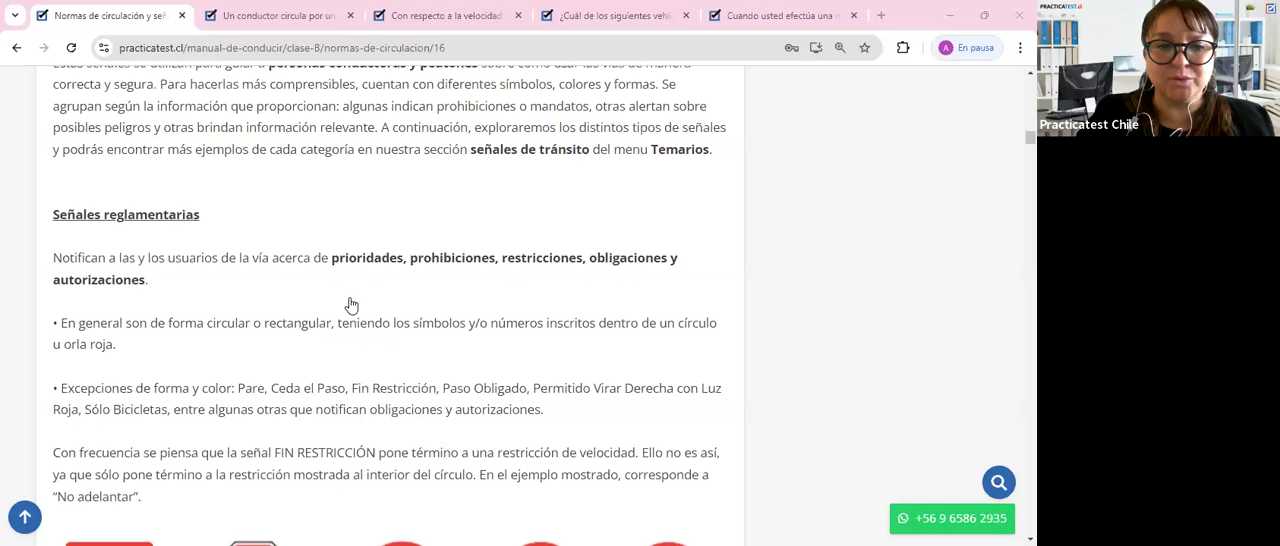 Normas de circulación y señ
Un conductor circula por un
Con respecto a la velocidad
¿Cuál de los siguientes vehí
Cuando usted efectúa una
practicatest.cl/manual-de-conducir/clase-B/normas-de-circulacion/16
A
En pausa
correcta y segura. Para hacerlas más comprensibles, cuentan con diferentes símbolos, colores y formas. Se
agrupan según la información que proporcionan: algunas indican prohibiciones o mandatos, otras alertan sobre
posibles peligros y otras brindan información relevante. A continuación, exploraremos los distintos tipos de señales
y podrás encontrar más ejemplos de cada categoría en nuestra sección señales de tránsito del menu Temarios.
Señales reglamentarias
Notifican a las y los usuarios de la vía acerca de prioridades, prohibiciones, restricciones, obligaciones y
autorizaciones.
• En general son de forma circular o rectangular, teniendo los símbolos y/o números inscritos dentro de un círculo
u orla roja.
• Excepciones de forma y color: Pare, Ceda el Paso, Fin Restricción, Paso Obligado, Permitido Virar Derecha con Luz
Roja, Sólo Bicicletas, entre algunas otras que notifican obligaciones y autorizaciones.
Con frecuencia se piensa que la señal FIN RESTRICCIÓN pone término a una restricción de velocidad. Ello no es así,
ya que sólo pone término a la restricción mostrada al interior del círculo. En el ejemplo mostrado, corresponde a
“No adelantar”.
+56 9 6586 2935
PRACTICATEST.cl
Practicatest Chile